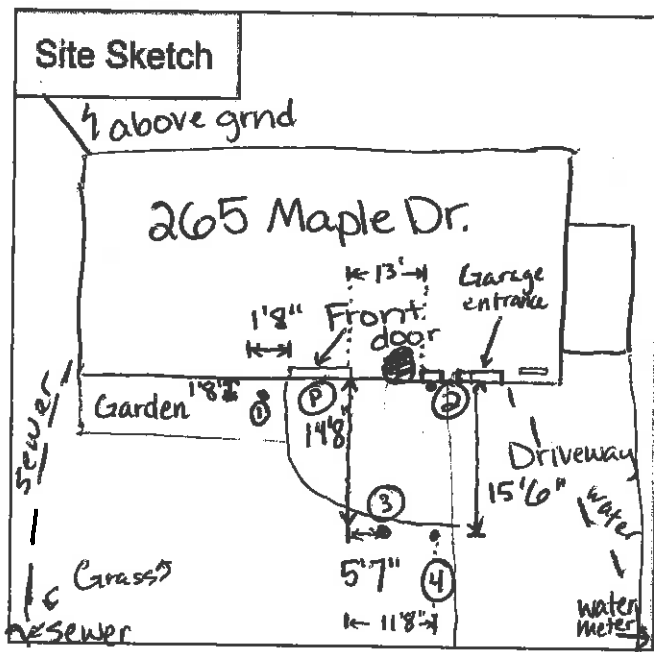 Site Sketch
above grnd
265 Maple Dr.
13'
Garage
entrance
1'8"
Front
door
1'8"
Garden
1
P
14'8"
2
Sewer
Driveway
15'6"
3
water
5'7"
4
Grass
11'8"
sewer
water
meter